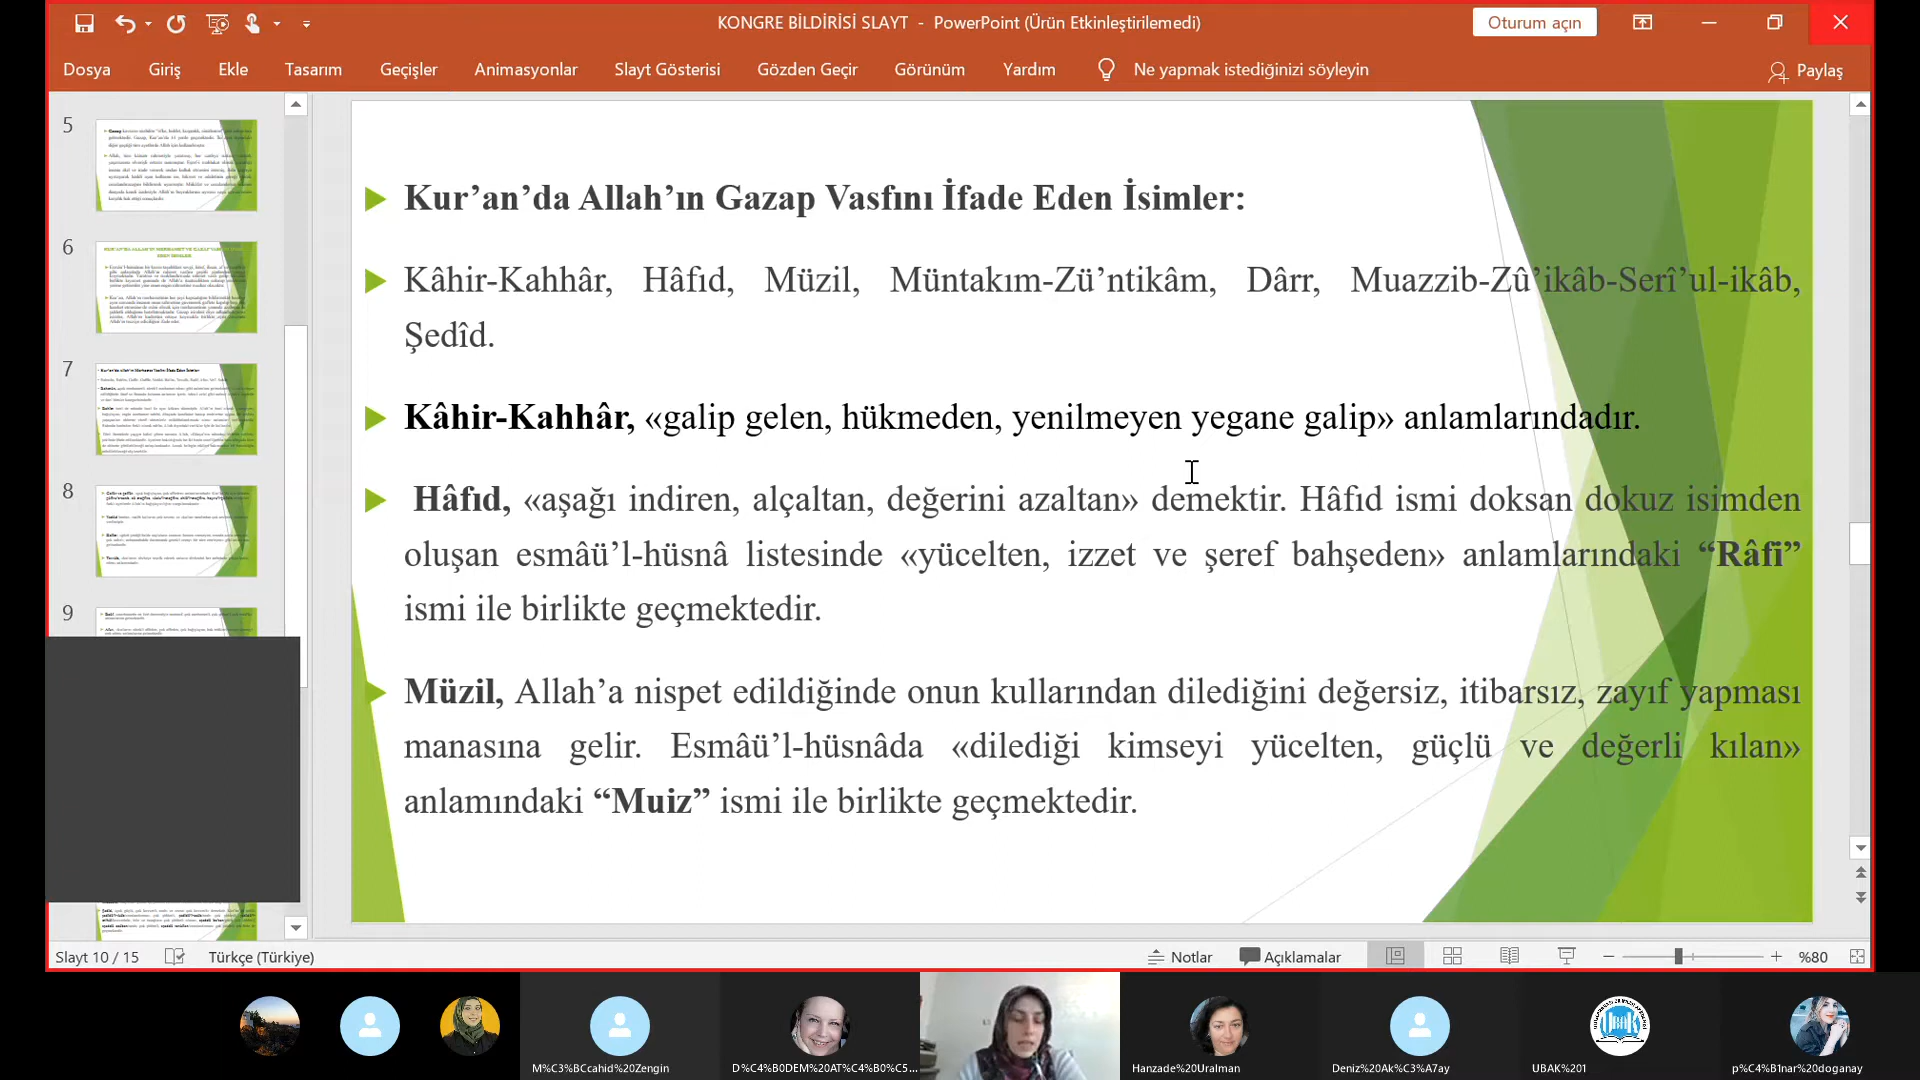 KONGRE BİLDİRİSİ SLAYT - PowerPoint (Ürün Etkinleştirilemedi)
Oturum açın
Dosya Giriş Ekle Tasarım Geçişler Animasyonlar Slayt Gösterisi Gözden Geçir Görünüm Yardım Ne yapmak istediğinizi söyleyin Paylaş
5
6
7
8
9
Kur’an’da Allah’ın Gazap Vasfını İfade Eden İsimler:
Kâhir-Kahhâr, Hâfıd, Müzil, Müntakım-Zü’ntikâm, Dârr, Muazzib-Zû’ikâb-Serî’ul-ikâb,
Şedîd.
Kâhir-Kahhâr, «galip gelen, hükmeden, yenilmeyen yegane galip» anlamlarındadır.
Hâfıd, «aşağı indiren, alçaltan, değerini azaltan» demektir. Hâfıd ismi doksan dokuz isimden
oluşan esmâü’l-hüsnâ listesinde «yücelten, izzet ve şeref bahşeden» anlamlarındaki “Râfi”
ismi ile birlikte geçmektedir.
Müzil, Allah’a nispet edildiğinde onun kullarından dilediğini değersiz, itibarsız, zayıf yapması
manasına gelir. Esmâü’l-hüsnâda «dilediği kimseyi yücelten, güçlü ve değerli kılan»
anlamındaki “Muiz” ismi ile birlikte geçmektedir.
Slayt 10 / 15 Türkçe (Türkiye) Notlar Açıklamalar %80
M%C3%BCcahid%20Zengin
D%C4%B0DEM%20AT%C4%B0%C5...
Hanzade%20Uralman
Deniz%20Ak%C3%A7ay
UBAK%201
p%C4%B1nar%20doganay